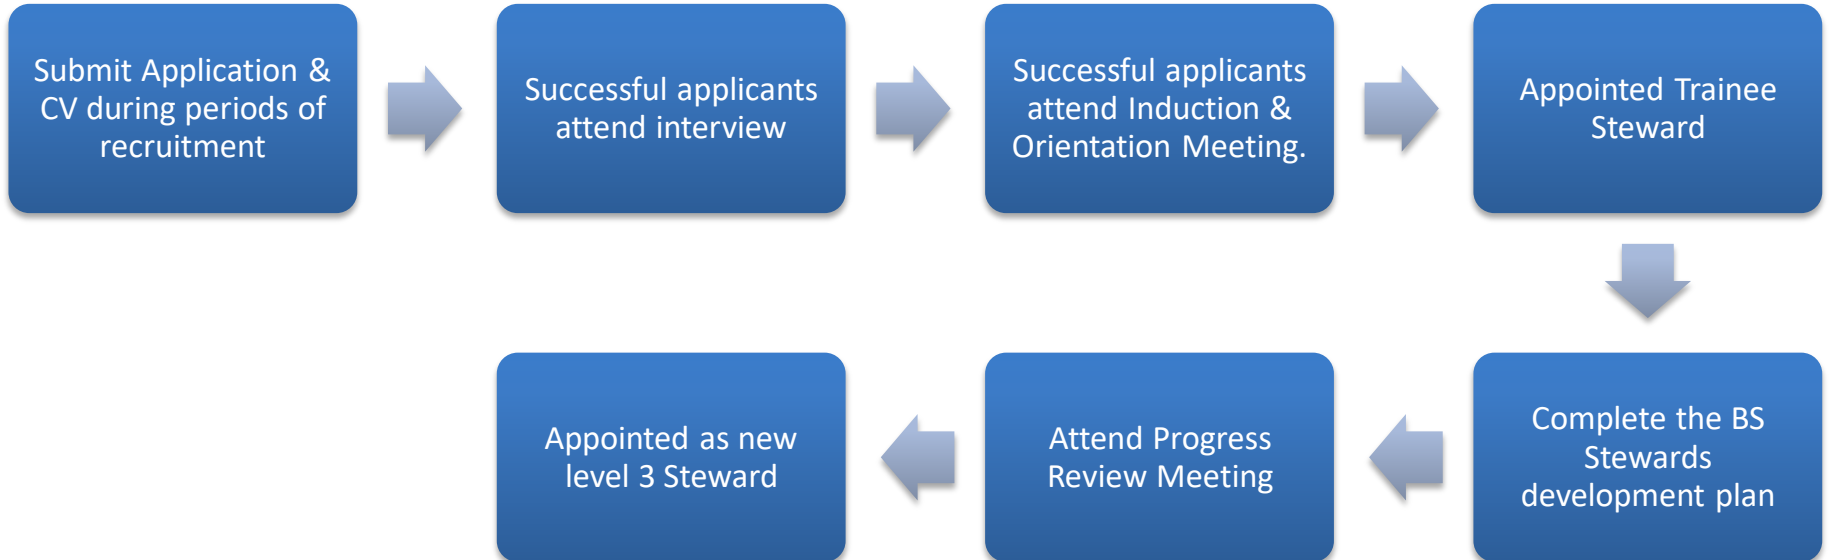 Submit Application &
CV during periods of
recruitment
Successful applicants
attend interview
Successful applicants
attend Induction &
Orientation Meeting.
Appointed Trainee
Steward
Complete the BS
Stewards
development plan
Attend Progress
Review Meeting
Appointed as new
level 3 Steward